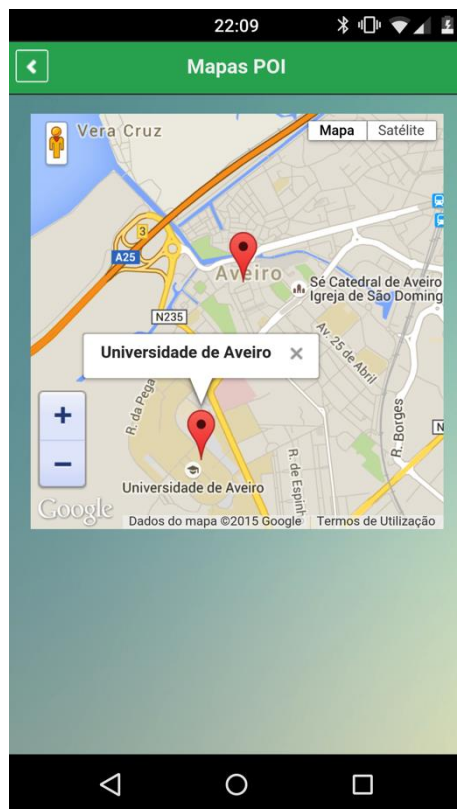 22:09
Mapas POI
Vera Cruz
Mapa
Satélite
3
A25
Aveiro
Sé Catedral de Aveiro
Igreja de São Doming
N235
Av. 25 de Abril
Universidade de Aveiro
R. da Pega
R. Borges
N
+
−
R. de Espinh
Universidade de Aveiro
Google
Dados do mapa ©2015 Google
Termos de Utilização